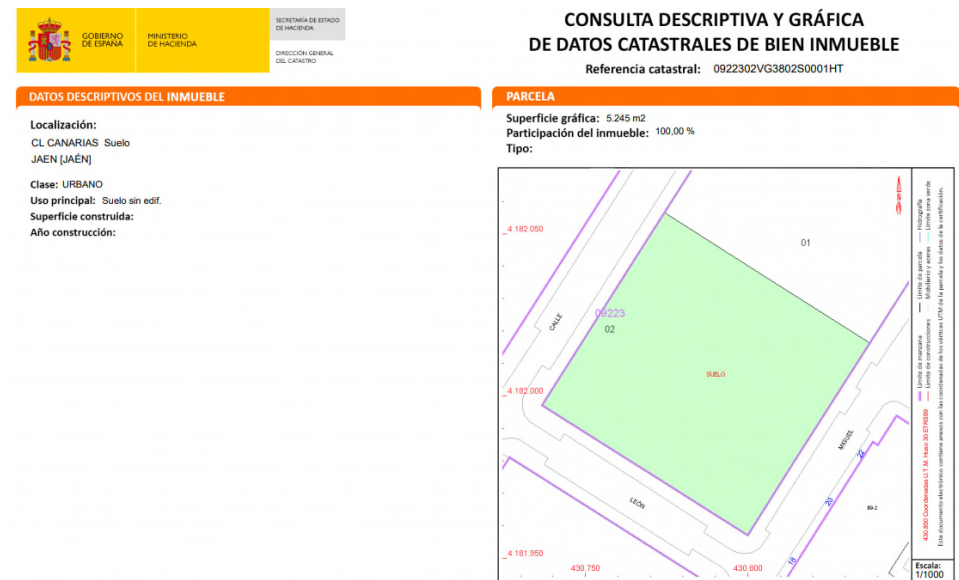 GOBIERNO
DE ESPAÑA
MINISTERIO
DE HACIENDA
SECRETARÍA DE ESTADO
DE HACIENDA
DIRECCIÓN GENERAL
DEL CATASTRO
CONSULTA DESCRIPTIVA Y GRÁFICA
DE DATOS CATASTRALES DE BIEN INMUEBLE
Referencia catastral: 0922302VG3802S0001HT
DATOS DESCRIPTIVOS DEL INMUEBLE
Localización:
CL CANARIAS Suelo
JAEN [JAÉN]
Clase: URBANO
Uso principal: Suelo sin edif.
Superficie construida:
Año construcción:
PARCELA
Superficie gráfica: 5.245 m2
Participación del inmueble: 100,00 %
Tipo:
4.182.050
01
09223
02
CALLE
SUELO
4.182.000
MIGUEL
22
LEÓN
20
89-2
18
4.181.950
430.750
430.800
Hidrografía
Límite zona verde
Límite de parcela
Mobiliario y aceras
Límite de manzana
Límite de construcciones
430.850 Coordenadas U.T.M. Huso 30 ETRS89
Este documento electrónico contiene anexos con las coordenadas de los vértices UTM de la parcela y los datos de la certificación.
Escala:
1/1000